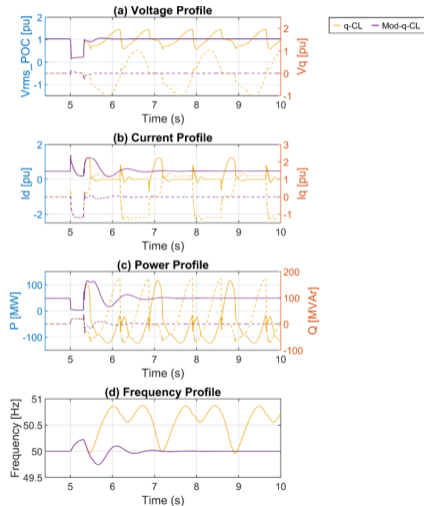 (a) Voltage Profile
q-CL Mod-q-CL
Vrms_POC [pu]
2
1
0
-1
1
0
-1
Vq
5 6 7 8 9 10
Time (s)
(b) Current Profile
Id [pu]
2
0
-2
3
2
1
0
-1
-2
Iq [pu]
5 6 7 8 9 10
Time (s)
(c) Power Profile
P [MW]
100
0
-100
200
100
0
-100
Q [MVAr]
5 6 7 8 9 10
Time (s)
(d) Frequency Profile
Frequency [Hz]
51
50.5
50
49.5
5 6 7 8 9 10
Time (s)